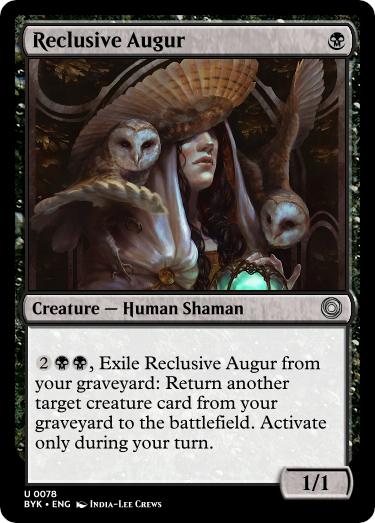 Reclusive Augur
Creature — Human Shaman
2, Exile Reclusive Augur from
your graveyard: Return another
target creature card from your
graveyard to the battlefield. Activate
only during your turn.
1/1
U 0078
BYK • ENG India-Lee Crews